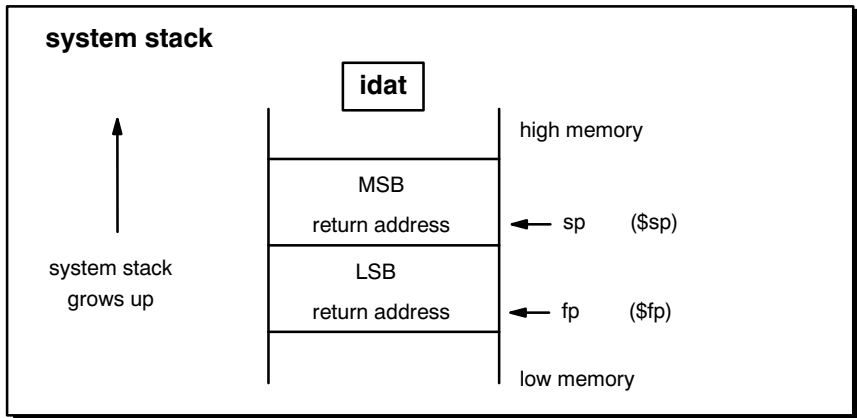 system stack
idat
high memory
MSB
return address
sp ($sp)
system stack
grows up
LSB
return address
fp ($fp)
low memory